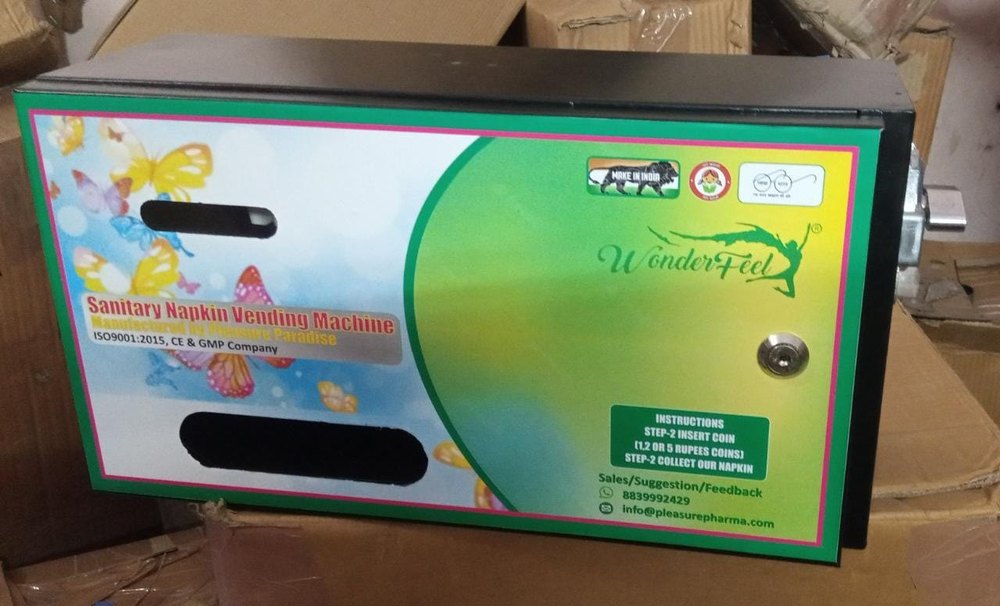 MAKE IN INDIA
WonderFeel®
Sanitary Napkin Vending Machine
Manufactured By Pleasure Paradise
ISO9001:2015, CE & GMP Company
INSTRUCTIONS
STEP-2 INSERT COIN
(1,2 OR 5 RUPEES COINS)
STEP-2 COLLECT OUR NAPKIN
Sales/Suggestion/Feedback
8839992429
info@pleasurepharma.com